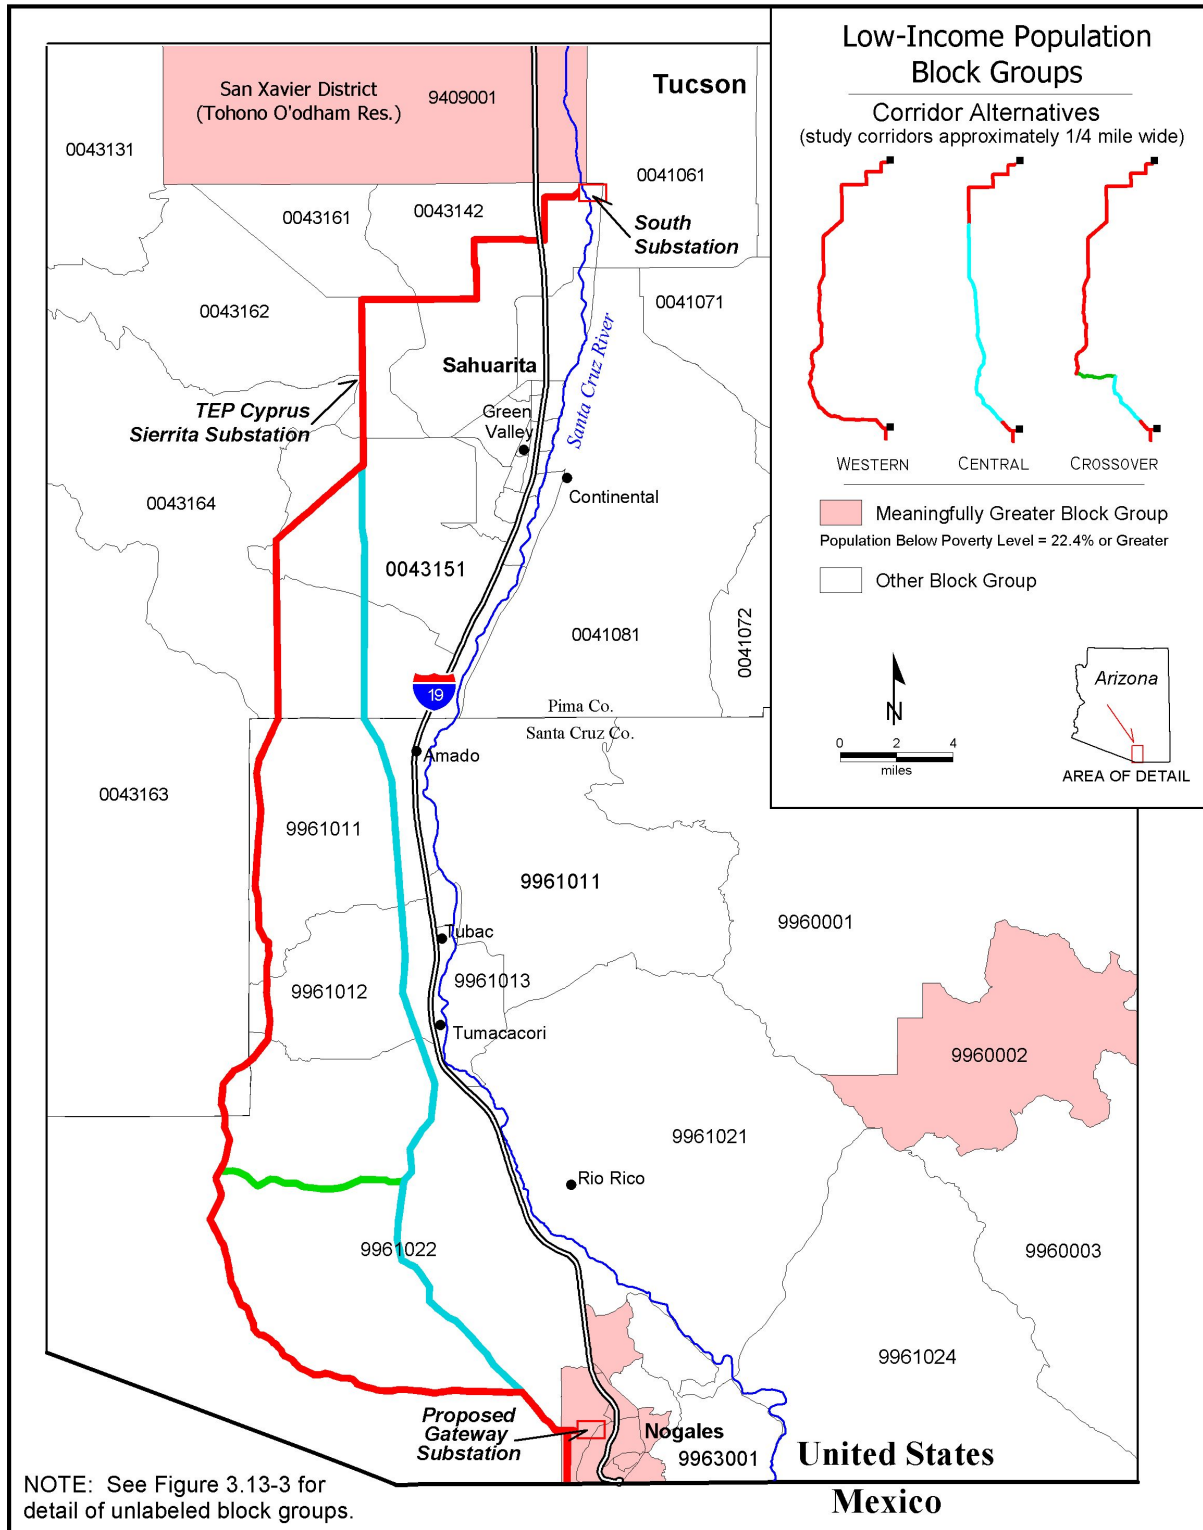 Low-Income Population
Block Groups
Corridor Alternatives
(study corridors approximately 1/4 mile wide)
WESTERN
CENTRAL
CROSSOVER
Meaningfully Greater Block Group
Population Below Poverty Level = 22.4% or Greater
Other Block Group
N
0 2 4
miles
Arizona
AREA OF DETAIL
San Xavier District
(Tohono O'odham Res.)
9409001
Tucson
0043131
0041061
0043161
0043142
South
Substation
0043162
0041071
Sahuarita
Santa Cruz River
TEP Cyprus
Sierrita Substation
Green
Valley
0043164
Continental
0043151
0041081
0041072
19
Pima Co.
Santa Cruz Co.
Amado
0043163
9961011
9961011
9960001
Tubac
9961013
9961012
Tumacacori
9960002
9961021
Rio Rico
9961022
9960003
9961024
Proposed
Gateway
Substation
Nogales
9963001
United States
Mexico
NOTE: See Figure 3.13-3 for
detail of unlabeled block groups.